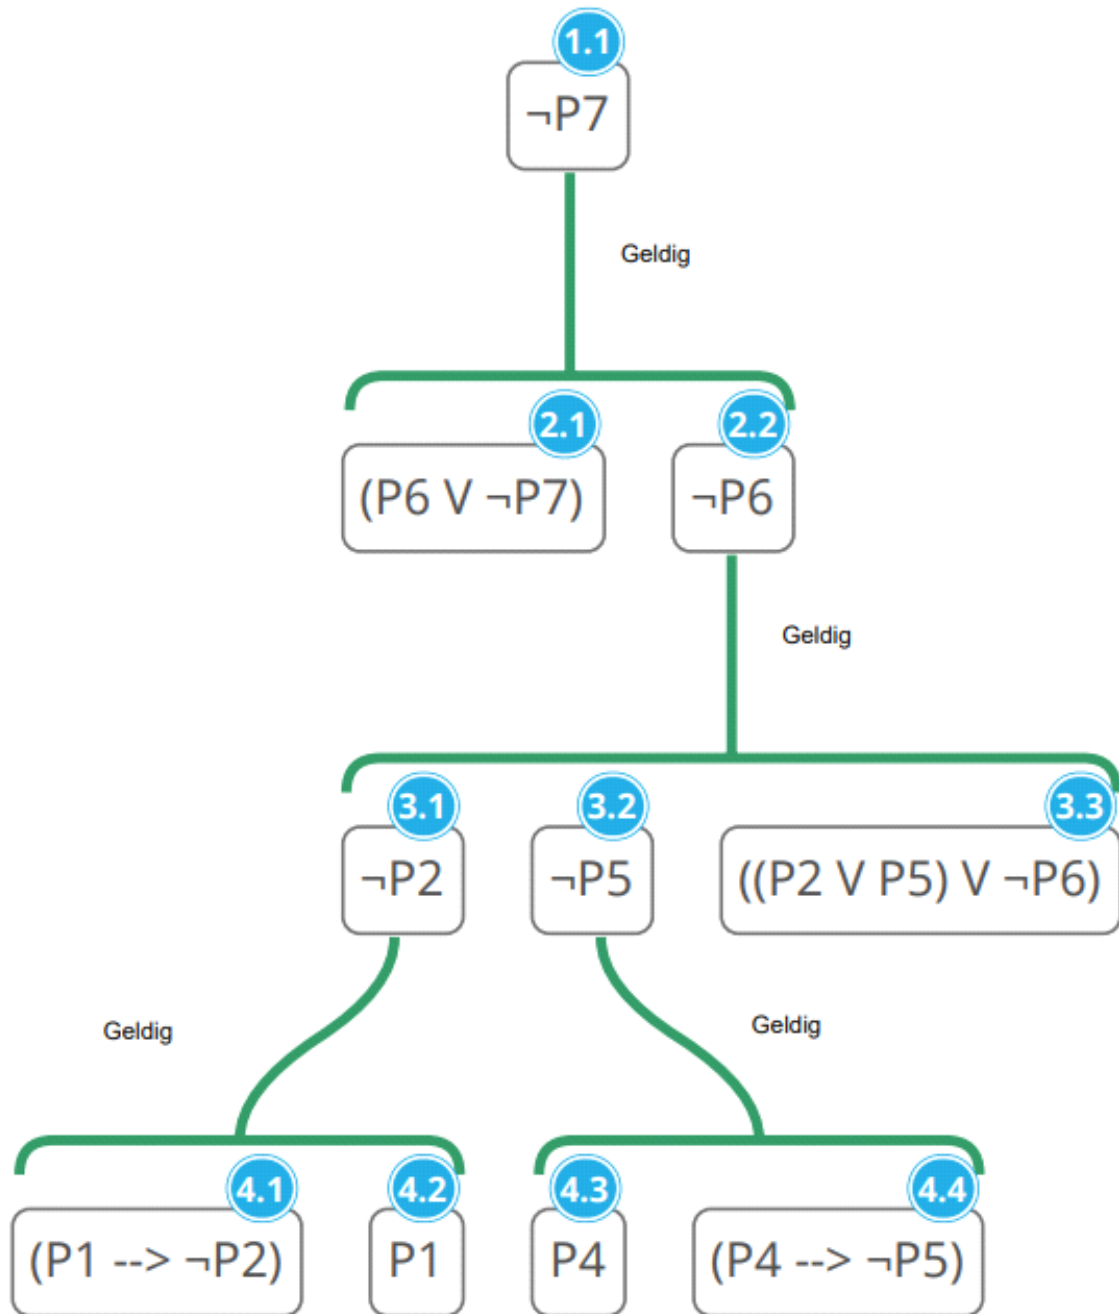 1.1
¬P7
Geldig
2.1
2.2
(P6 V ¬P7)
¬P6
Geldig
3.1
3.2
3.3
¬P2
¬P5
((P2 V P5) V ¬P6)
Geldig
Geldig
4.1
4.2
4.3
4.4
(P1 --> ¬P2)
P1
P4
(P4 --> ¬P5)